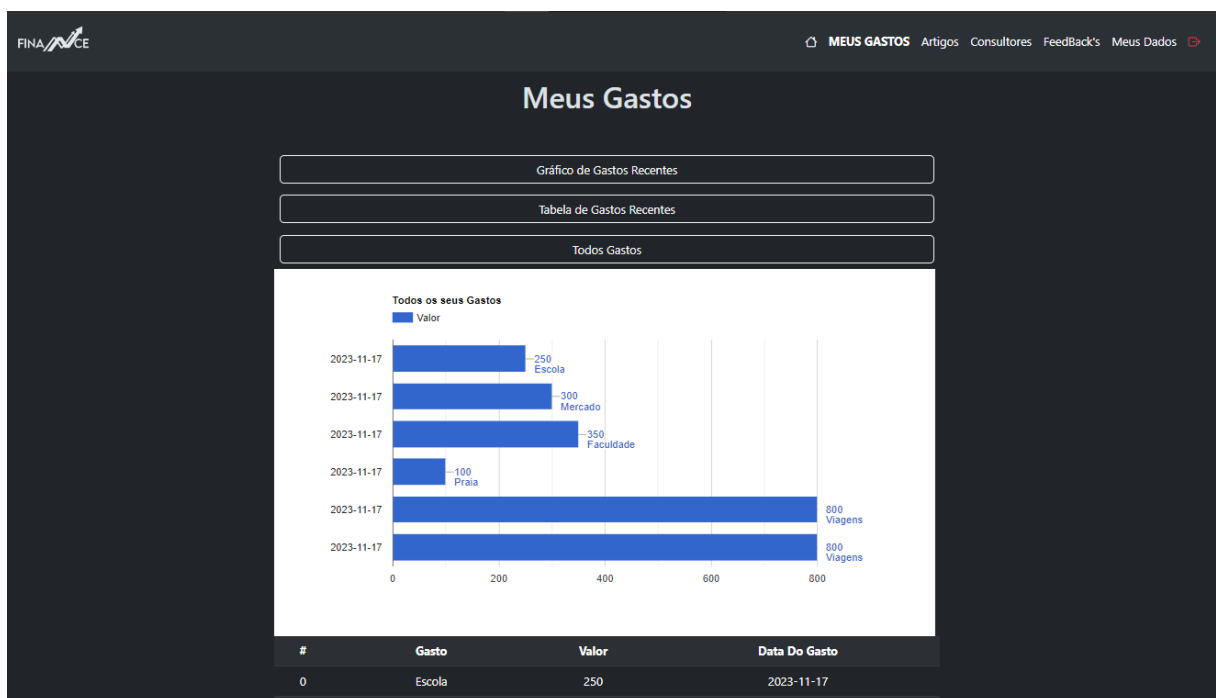 FINANCE
MEUS GASTOS Artigos Consultores FeedBack's Meus Dados
Meus Gastos
Gráfico de Gastos Recentes
Tabela de Gastos Recentes
Todos Gastos
Todos os seus Gastos
Valor
2023-11-17 250
Escola
2023-11-17 300
Mercado
2023-11-17 350
Faculdade
2023-11-17 100
Praia
2023-11-17 800
Viagens
2023-11-17 800
Viagens
0 200 400 600 800
# Gasto Valor Data Do Gasto
0 Escola 250 2023-11-17